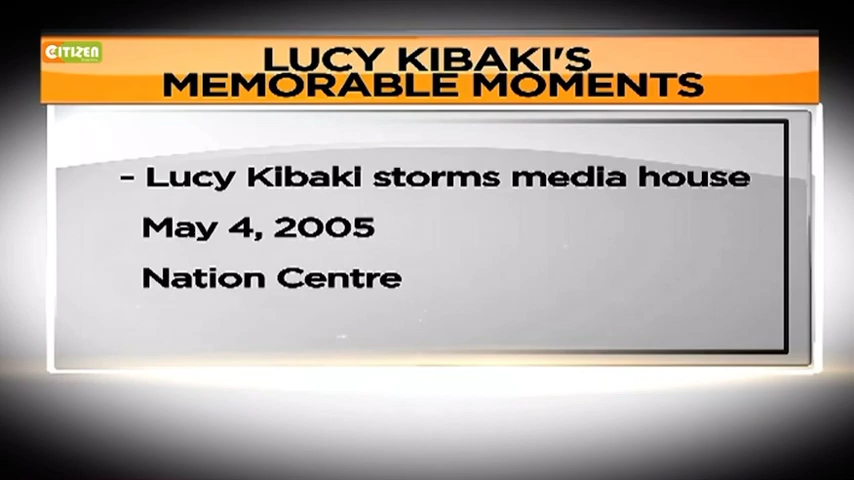 CITIZEN
LUCY KIBAKI'S
MEMORABLE MOMENTS
- Lucy Kibaki storms media house
May 4, 2005
Nation Centre